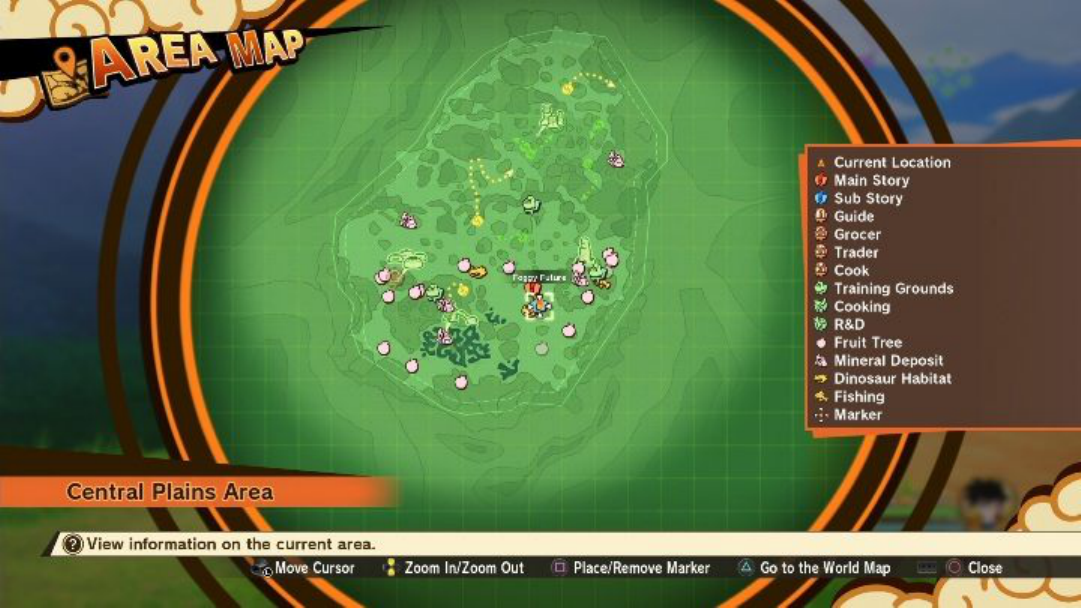 AREA MAP
Foggy Future
Current Location
Main Story
Sub Story
Guide
Grocer
Trader
Cook
Training Grounds
Cooking
R&D
Fruit Tree
Mineral Deposit
Dinosaur Habitat
Fishing
Marker
Central Plains Area
? View information on the current area.
Move Cursor Zoom In/Zoom Out Place/Remove Marker Go to the World Map Close